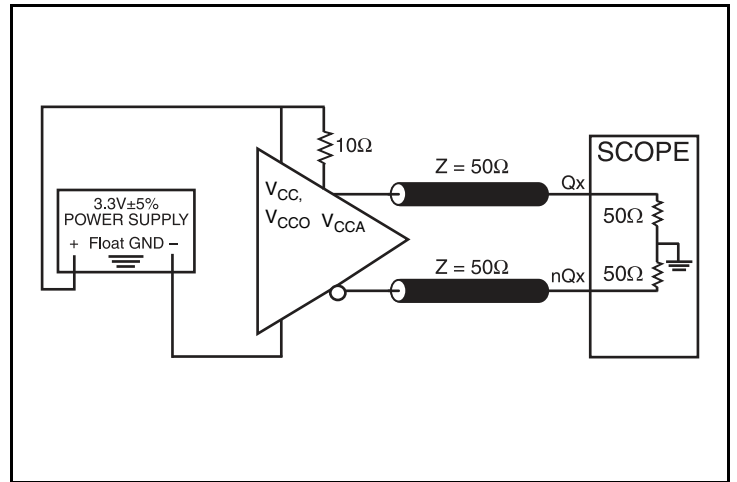 10Ω
Z = 50Ω
Qx
SCOPE
50Ω
3.3V±5%
POWER SUPPLY
+ Float GND –
VCC,
VCCO VCCA
Z = 50Ω
nQx
50Ω